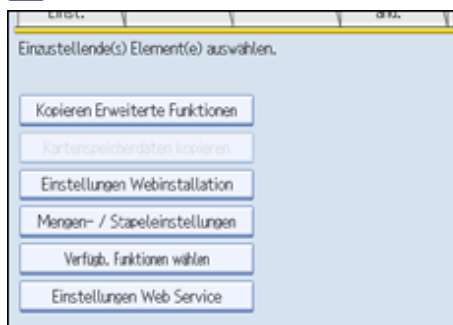 Einst.
Einzustellende(s) Element(e) auswählen.
Kopieren Erweiterte Funktionen
Kartenspeicherdaten kopieren
Einstellungen Webinstallation
Mengen- / Stapeleinstellungen
Verfügb. Funktionen wählen
Einstellungen Web Service